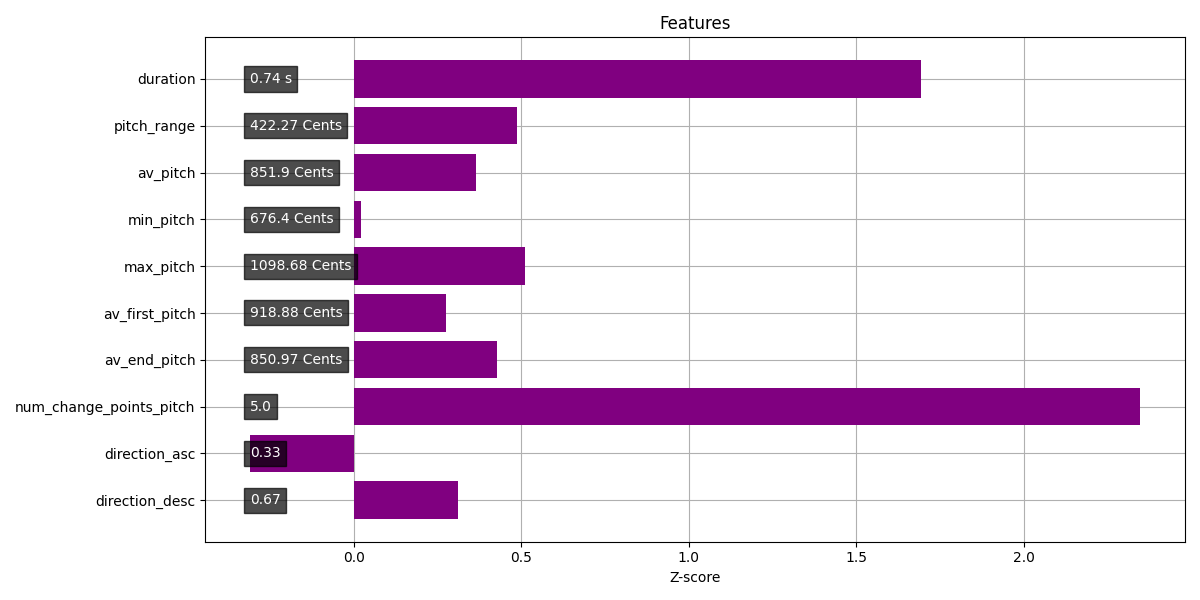 Features
duration 0.74 s
pitch_range 422.27 Cents
av_pitch 851.9 Cents
min_pitch 676.4 Cents
max_pitch 1098.68 Cents
av_first_pitch 918.88 Cents
av_end_pitch 850.97 Cents
num_change_points_pitch 5.0
direction_asc 0.33
direction_desc 0.67
0.0 0.5 1.0 1.5 2.0
Z-score